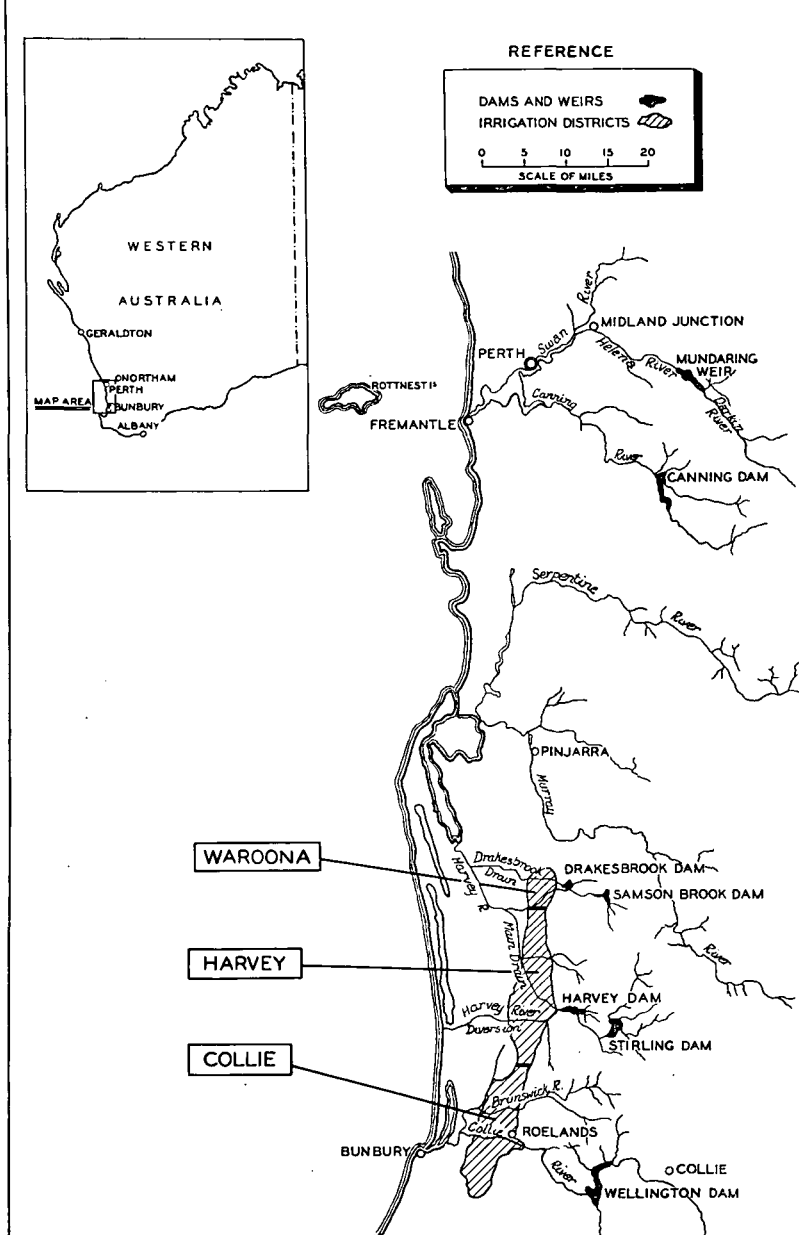 REFERENCE
DAMS AND WEIRS
IRRIGATION DISTRICTS
0 5 10 15 20
SCALE OF MILES
WESTERN
AUSTRALIA
GERALDTON
NORTHAM
PERTH
MAP AREA
BUNBURY
ALBANY
ROTTNEST Is
FREMANTLE
PERTH
Swan
River
MIDLAND JUNCTION
Helena
River
MUNDARING
WEIR
Darkin
River
Canning
River
CANNING DAM
Serpentine
River
PINJARRA
Murray
River
WAROONA
Drakesbrook
Drain
Harvey R.
DRAKESBROOK DAM
SAMSON BROOK DAM
Main Drain
HARVEY
Harvey River
Diversion
HARVEY DAM
STIRLING DAM
COLLIE
Brunswick R.
Collie
River
ROELANDS
BUNBURY
COLLIE
WELLINGTON DAM